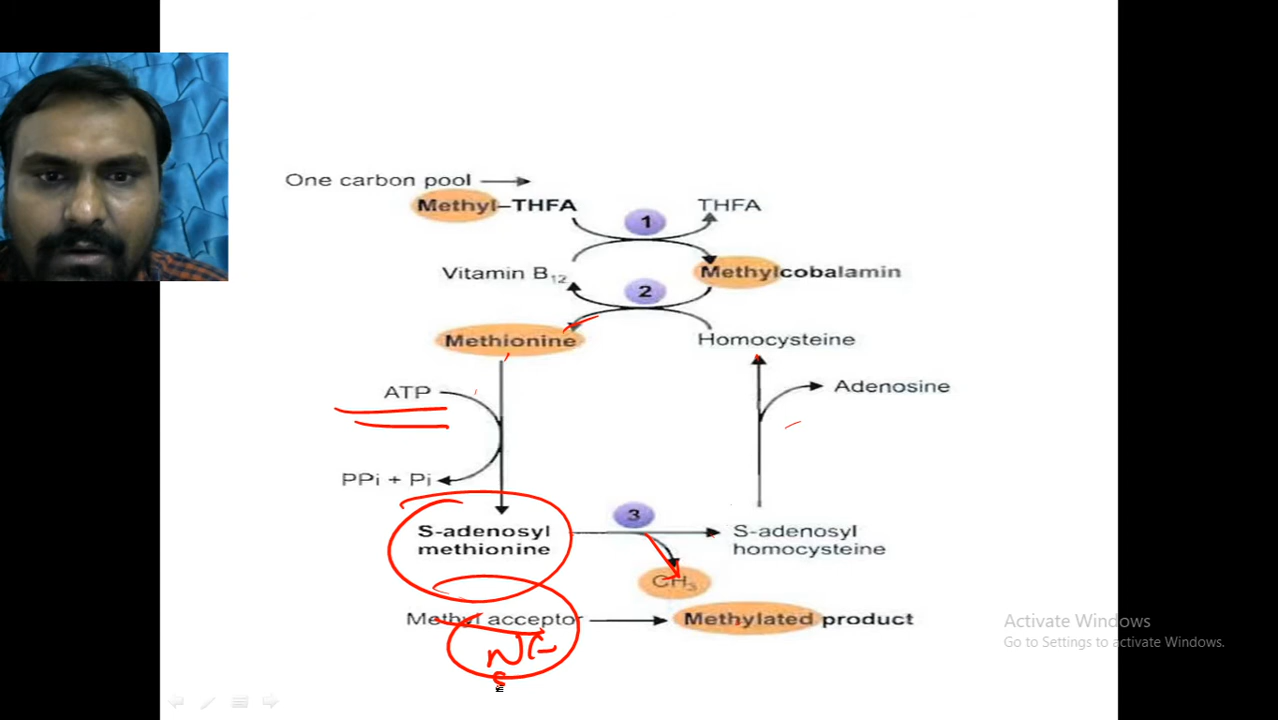 One carbon pool
Methyl–THFA
THFA
1
Vitamin B12
Methylcobalamin
2
Methionine
Homocysteine
ATP
Adenosine
PPi + Pi
S-adenosyl
methionine
3
S-adenosyl
homocysteine
CH3
Methyl acceptor
Methylated product
Activate Windows
Go to Settings to activate Windows.